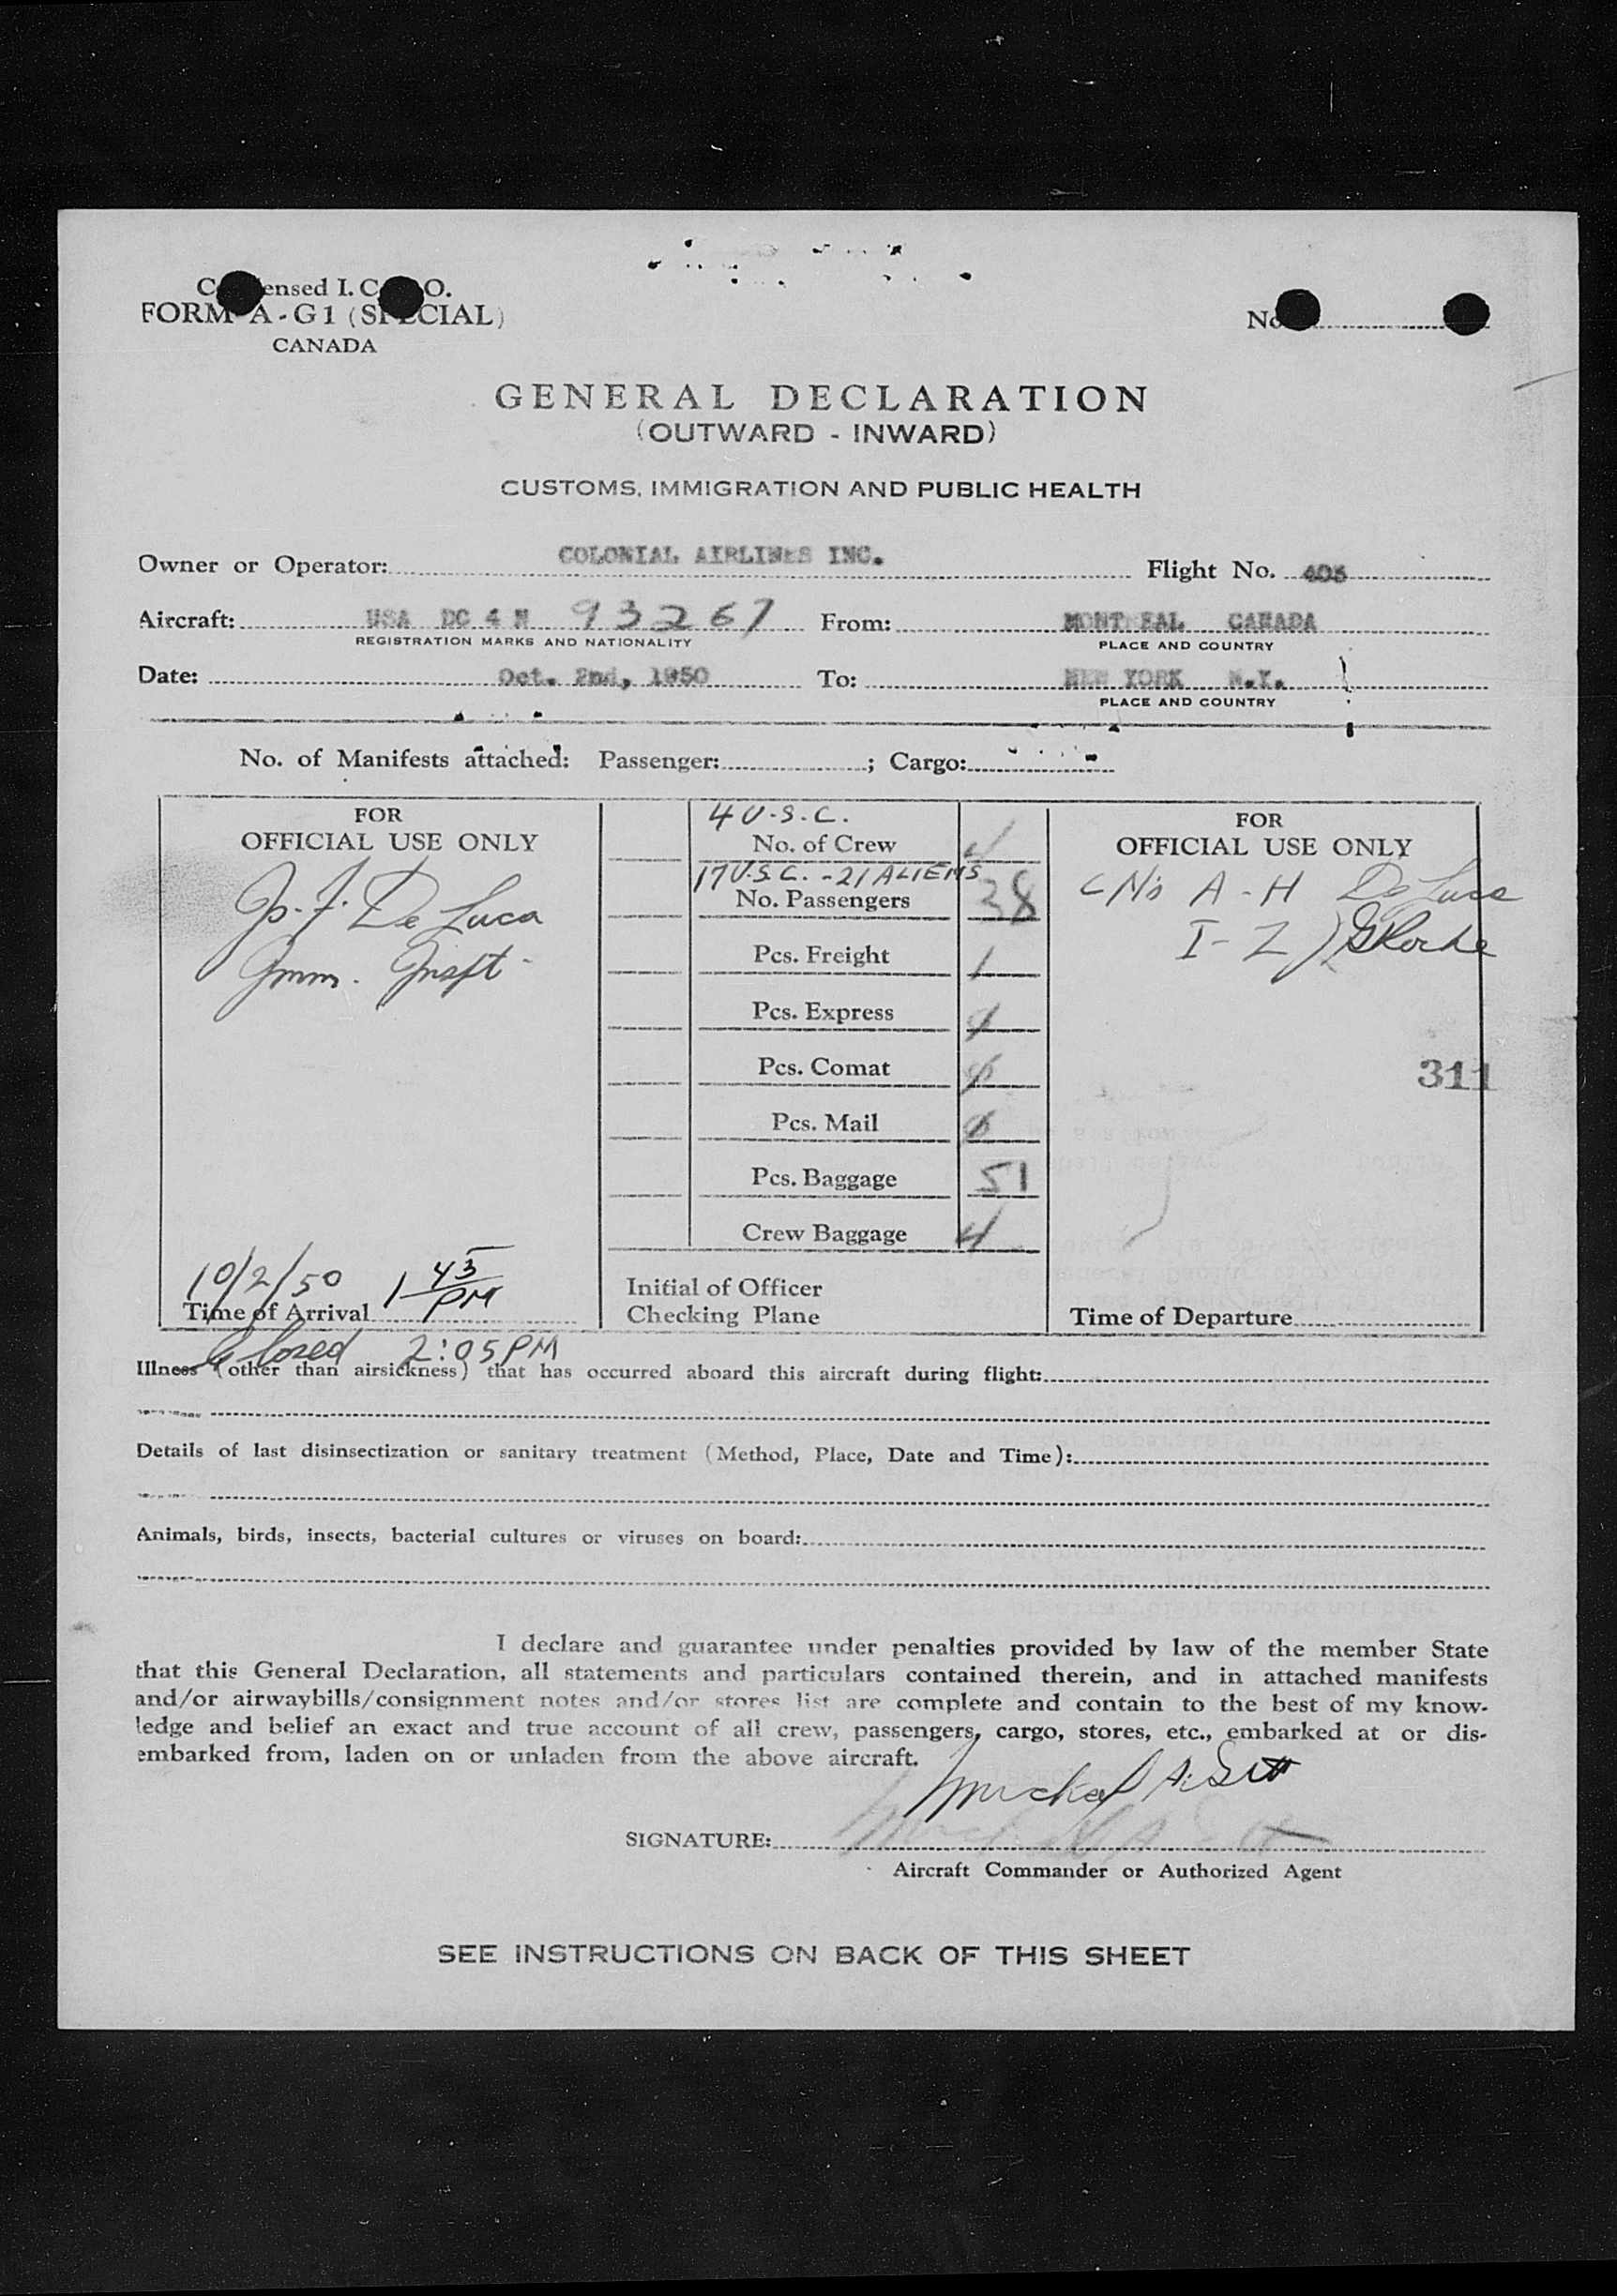 ensed I. C. O.
FORM A-G1 (SPECIAL)
CANADA
No
GENERAL DECLARATION
(OUTWARD - INWARD)
CUSTOMS, IMMIGRATION AND PUBLIC HEALTH
Owner or Operator: COLONIAL AIRLINES INC. Flight No.
Aircraft: USA DC 4 N 93267 From: MONTREAL CANADA
REGISTRATION MARKS AND NATIONALITY PLACE AND COUNTRY
Date: Oct. 2nd, 1950 To: NEW YORK N.Y.
PLACE AND COUNTRY
No. of Manifests attached: Passenger: ; Cargo:
FOR
OFFICIAL USE ONLY
De Luca
Imm. Inspt.
10/2/50 1 45 PM
Time of Arrival
Closed 2:05 PM
4 U.S.C.
No. of Crew
17 U.S.C. - 21 ALIENS
No. Passengers 38
Pcs. Freight 1
Pcs. Express
Pcs. Comat
Pcs. Mail
Pcs. Baggage 51
Crew Baggage 4
Initial of Officer
Checking Plane
FOR
OFFICIAL USE ONLY
A - H De Luca
I - Z
311
Time of Departure
Illness (other than airsickness) that has occurred aboard this aircraft during flight:
Details of last disinsectization or sanitary treatment (Method, Place, Date and Time):
Animals, birds, insects, bacterial cultures or viruses on board:
I declare and guarantee under penalties provided by law of the member State
that this General Declaration, all statements and particulars contained therein, and in attached manifests
and/or airwaybills/consignment notes and/or stores list are complete and contain to the best of my know-
ledge and belief an exact and true account of all crew, passengers, cargo, stores, etc., embarked at or dis-
embarked from, laden on or unladen from the above aircraft.
SIGNATURE:
Aircraft Commander or Authorized Agent
SEE INSTRUCTIONS ON BACK OF THIS SHEET